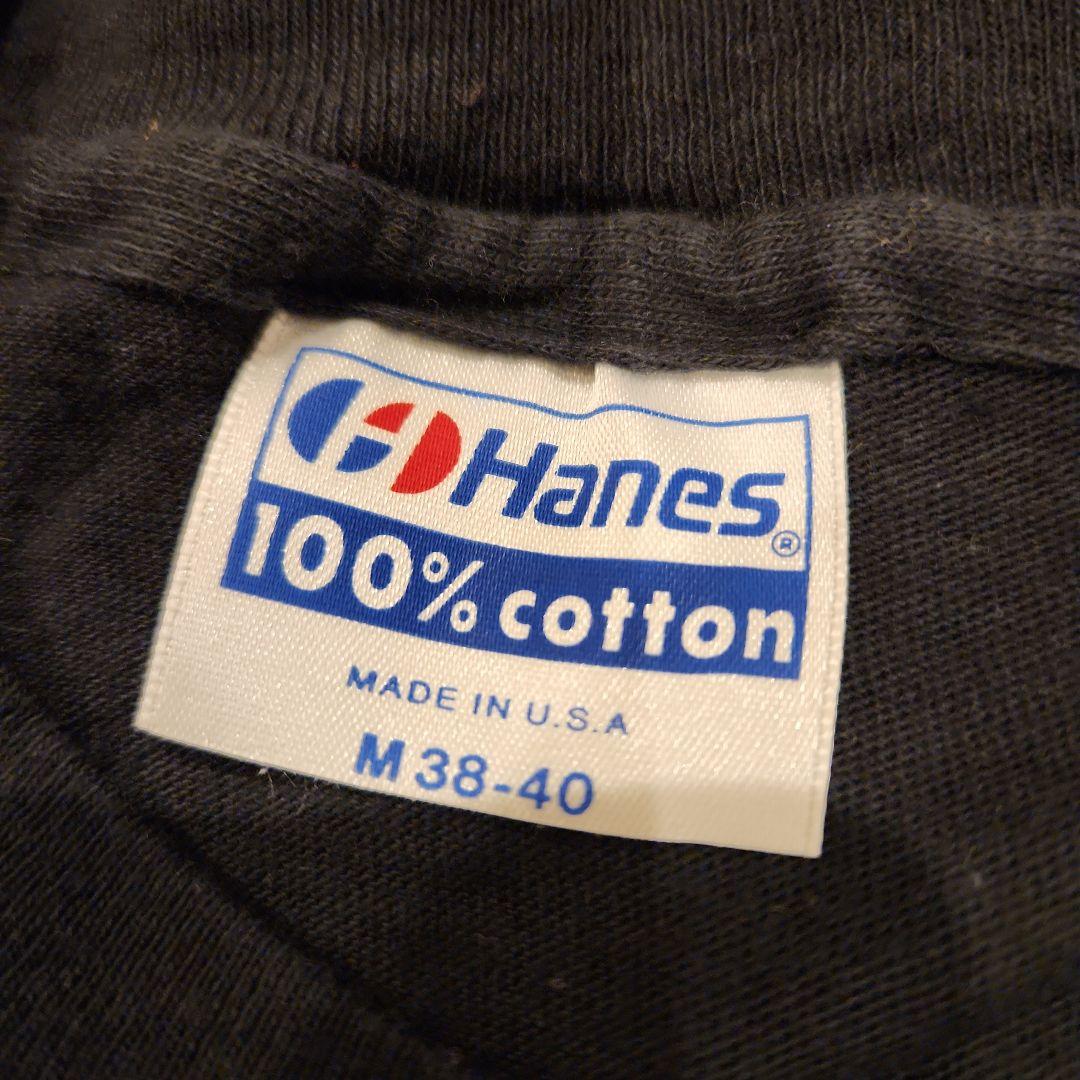 Hanes®
100% cotton
MADE IN U.S.A
M 38-40